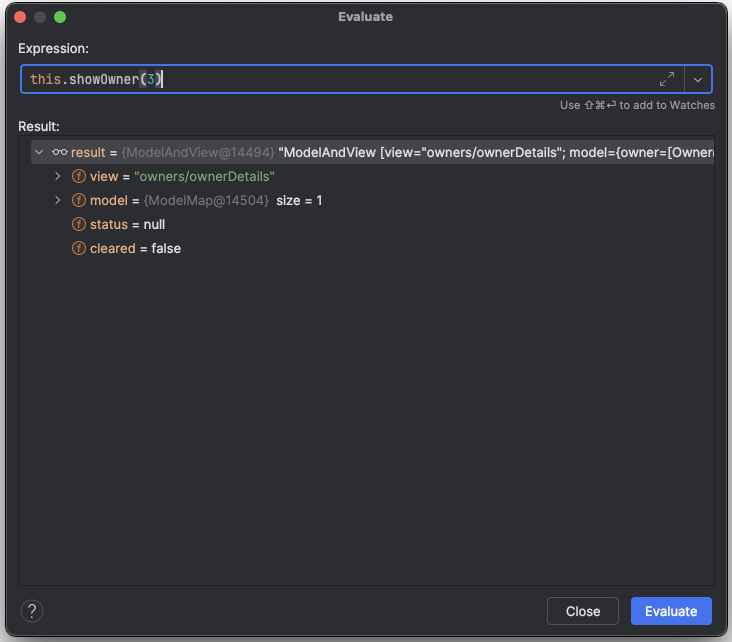 Evaluate
Expression:
this.showOwner(3)
Use ⇧⌘⏎ to add to Watches
Result:
result = {ModelAndView@14494} "ModelAndView [view="owners/ownerDetails"; model={owner=[Owner
view = "owners/ownerDetails"
model = {ModelMap@14504} size = 1
f status = null
f cleared = false
? Close Evaluate